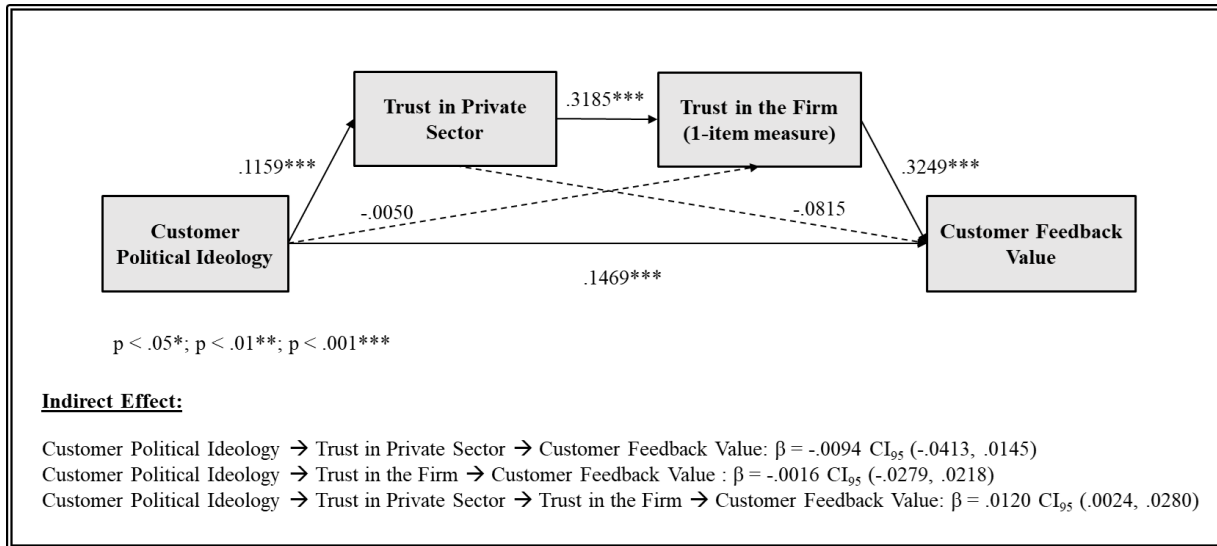 Trust in Private
Sector
.3185***
Trust in the Firm
(1-item measure)
.1159***
.3249***
-.0050
-.0815
Customer
Political Ideology
Customer Feedback
Value
.1469***
p < .05*; p < .01**; p < .001***
Indirect Effect:
Customer Political Ideology → Trust in Private Sector → Customer Feedback Value: β = -.0094 CI₉₅ (-.0413, .0145)
Customer Political Ideology → Trust in the Firm → Customer Feedback Value : β = -.0016 CI₉₅ (-.0279, .0218)
Customer Political Ideology → Trust in Private Sector → Trust in the Firm → Customer Feedback Value: β = .0120 CI₉₅ (.0024, .0280)